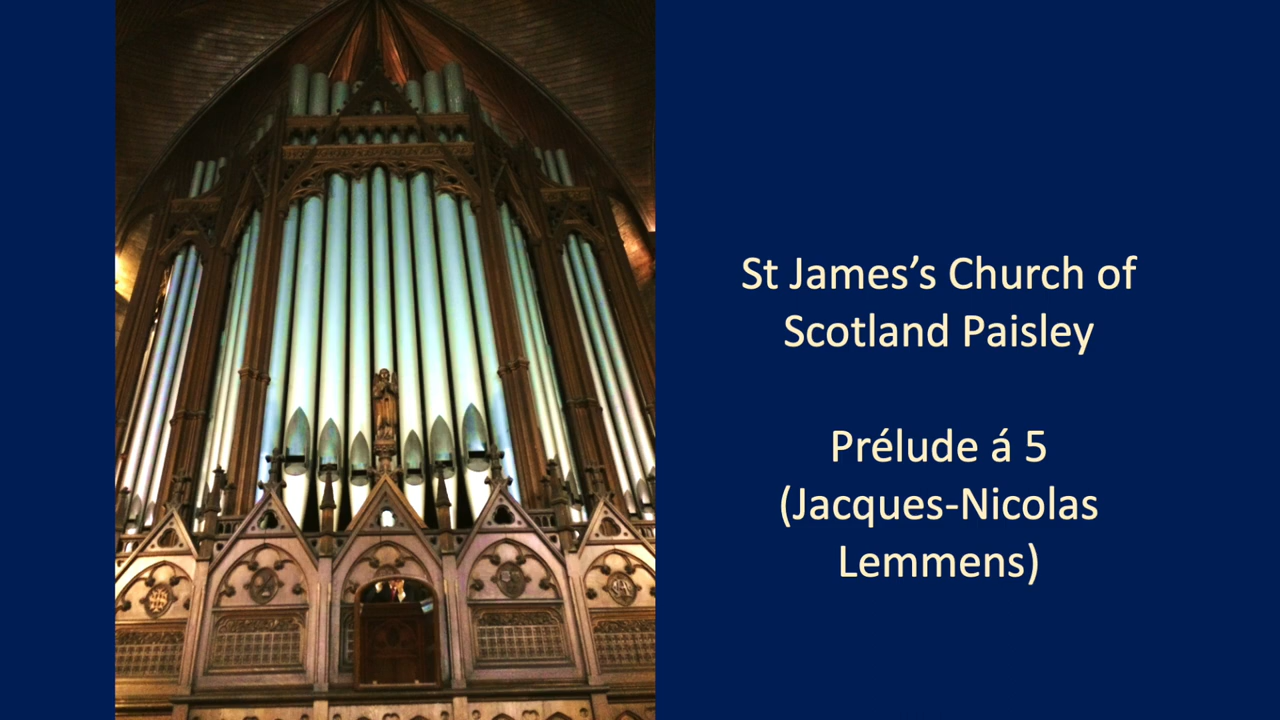 St James’s Church of
Scotland Paisley
Prélude á 5
(Jacques-Nicolas
Lemmens)